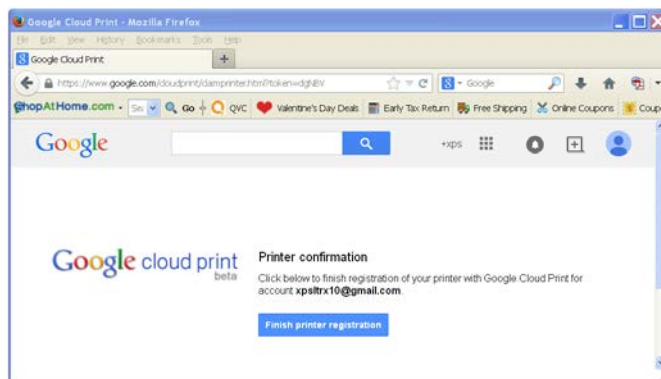 Google Cloud Print - Mozilla Firefox
File Edit View History Bookmarks Tools Help
Google Cloud Print
https://www.google.com/cloudprint/claimprinter.html?token=dgNBV
Google
ShopAtHome.com
Go
QVC
Valentine's Day Deals
Early Tax Return
Free Shipping
Online Coupons
Coup
Google
+xps
Google cloud print
beta
Printer confirmation
Click below to finish registration of your printer with Google Cloud Print for
account xpsltrx10@gmail.com.
Finish printer registration